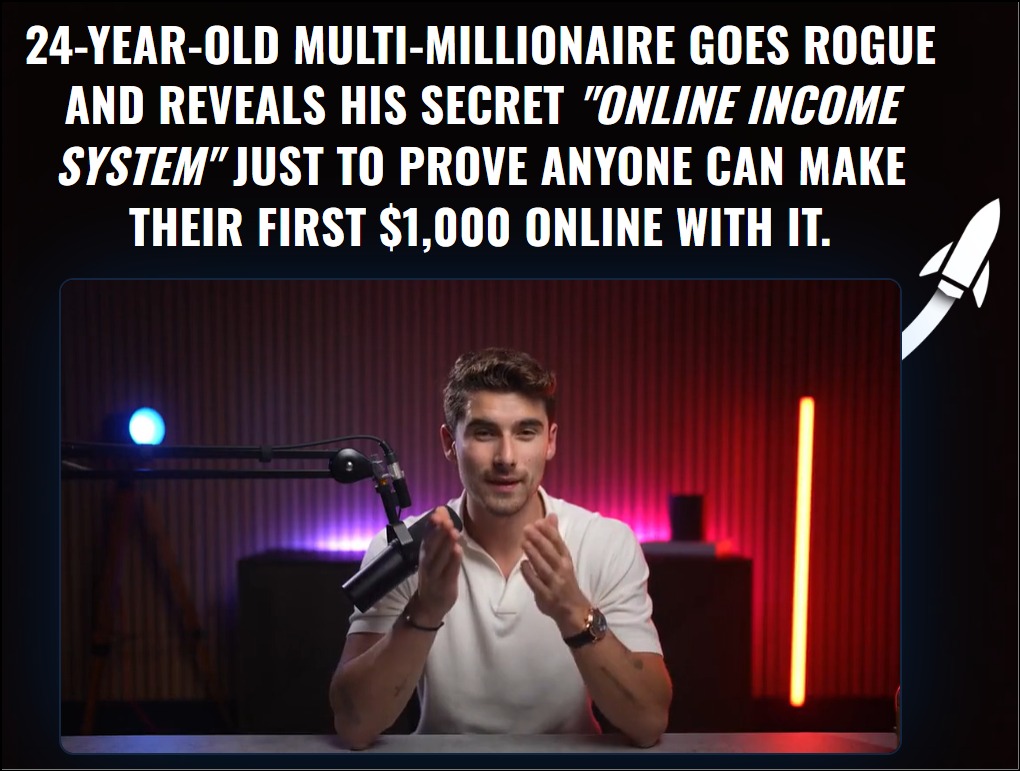 24-YEAR-OLD MULTI-MILLIONAIRE GOES ROGUE
AND REVEALS HIS SECRET "ONLINE INCOME
SYSTEM" JUST TO PROVE ANYONE CAN MAKE
THEIR FIRST $1,000 ONLINE WITH IT.